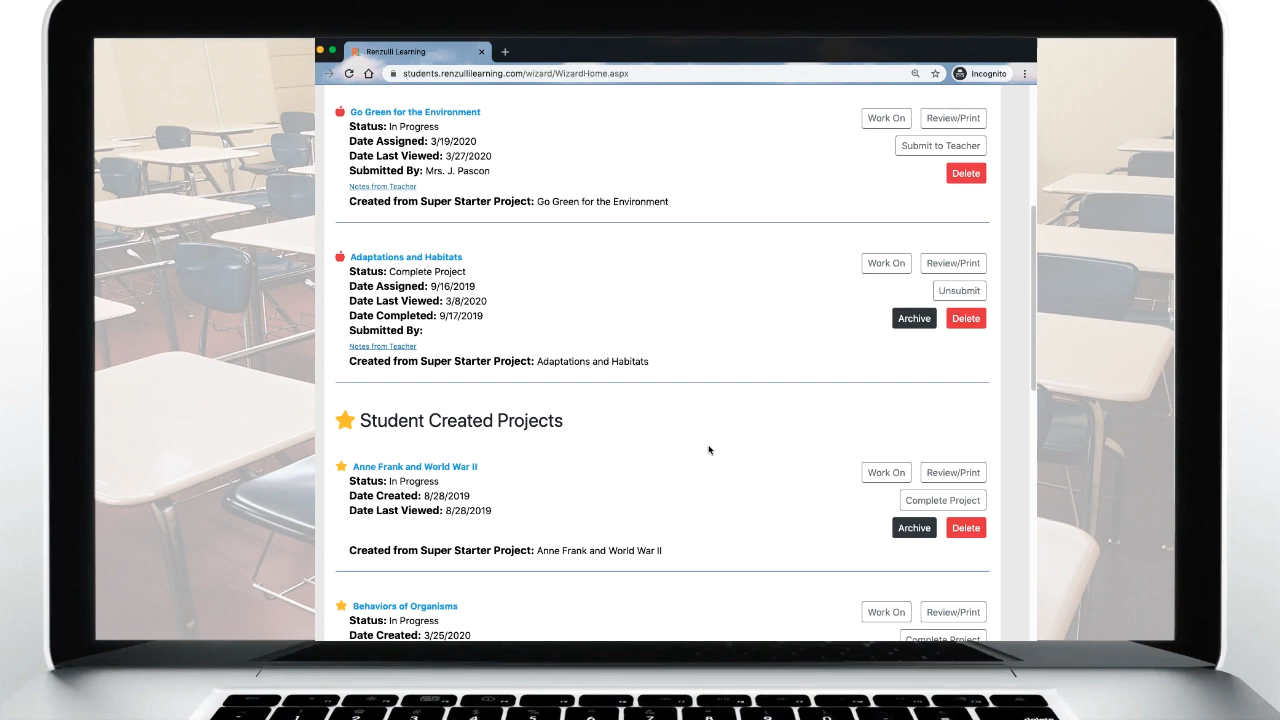 Renzulli Learning
students.renzullilearning.com/wizard/WizardHome.aspx
Incognito
Go Green for the Environment
Work On
Review/Print
Status: In Progress
Date Assigned: 3/19/2020
Submit to Teacher
Date Last Viewed: 3/27/2020
Submitted By: Mrs. J. Pascon
Delete
Notes from Teacher
Created from Super Starter Project: Go Green for the Environment
Adaptations and Habitats
Work On
Review/Print
Status: Complete Project
Date Assigned: 9/16/2019
Unsubmit
Date Last Viewed: 3/8/2020
Date Completed: 9/17/2019
Archive
Delete
Submitted By:
Notes from Teacher
Created from Super Starter Project: Adaptations and Habitats
Student Created Projects
Anne Frank and World War II
Work On
Review/Print
Status: In Progress
Date Created: 8/28/2019
Complete Project
Date Last Viewed: 8/28/2019
Archive
Delete
Created from Super Starter Project: Anne Frank and World War II
Behaviors of Organisms
Work On
Review/Print
Status: In Progress
Date Created: 3/25/2020
Complete Project
delete